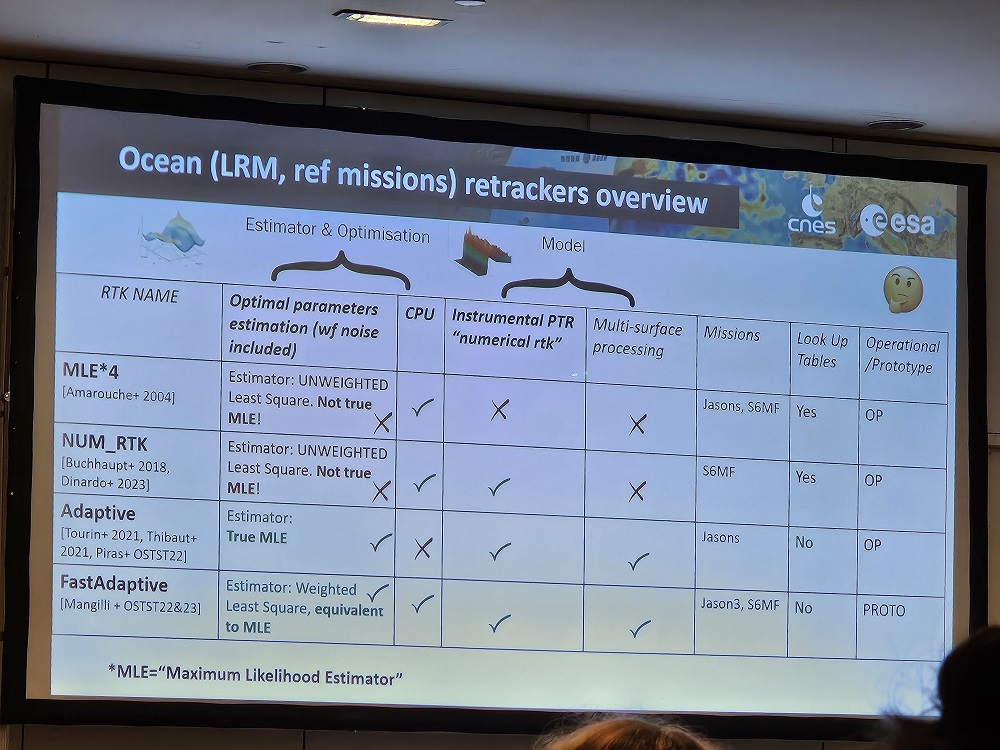 Ocean (LRM, ref missions) retrackers overview
cnes
esa
Estimator & Optimisation
Model
RTK NAME
Optimal parameters
estimation (wf noise
included)
CPU
Instrumental PTR
"numerical rtk"
Multi-surface
processing
Missions
Look Up
Tables
Operational
/Prototype
MLE*4
[Amarouche+ 2004]
Estimator: UNWEIGHTED
Least Square. Not true
MLE!
Jasons, S6MF
Yes
OP
NUM_RTK
[Buchhaupt+ 2018,
Dinardo+ 2023]
Estimator: UNWEIGHTED
Least Square. Not true
MLE!
S6MF
Yes
OP
Adaptive
[Tourin+ 2021, Thibaut+
2021, Piras+ OSTST22]
Estimator:
True MLE
Jasons
No
OP
FastAdaptive
[Mangilli + OSTST22&23]
Estimator: Weighted
Least Square, equivalent
to MLE
Jason3, S6MF
No
PROTO
*MLE="Maximum Likelihood Estimator"